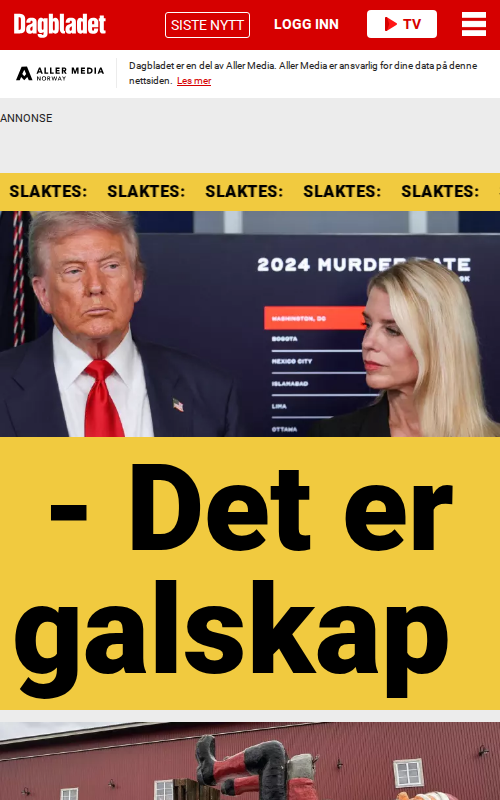 Dagbladet
SISTE NYTT
LOGG INN
TV
ALLER MEDIA
NORWAY
Dagbladet er en del av Aller Media. Aller Media er ansvarlig for dine data på denne
nettsiden. Les mer
ANNONSE
SLAKTES: SLAKTES: SLAKTES: SLAKTES: SLAKTES:
2024 MURDER RATE
WASHINGTON, DC
BOGOTA
MEXICO CITY
ISLAMABAD
LIMA
OTTAWA
- Det er
galskap